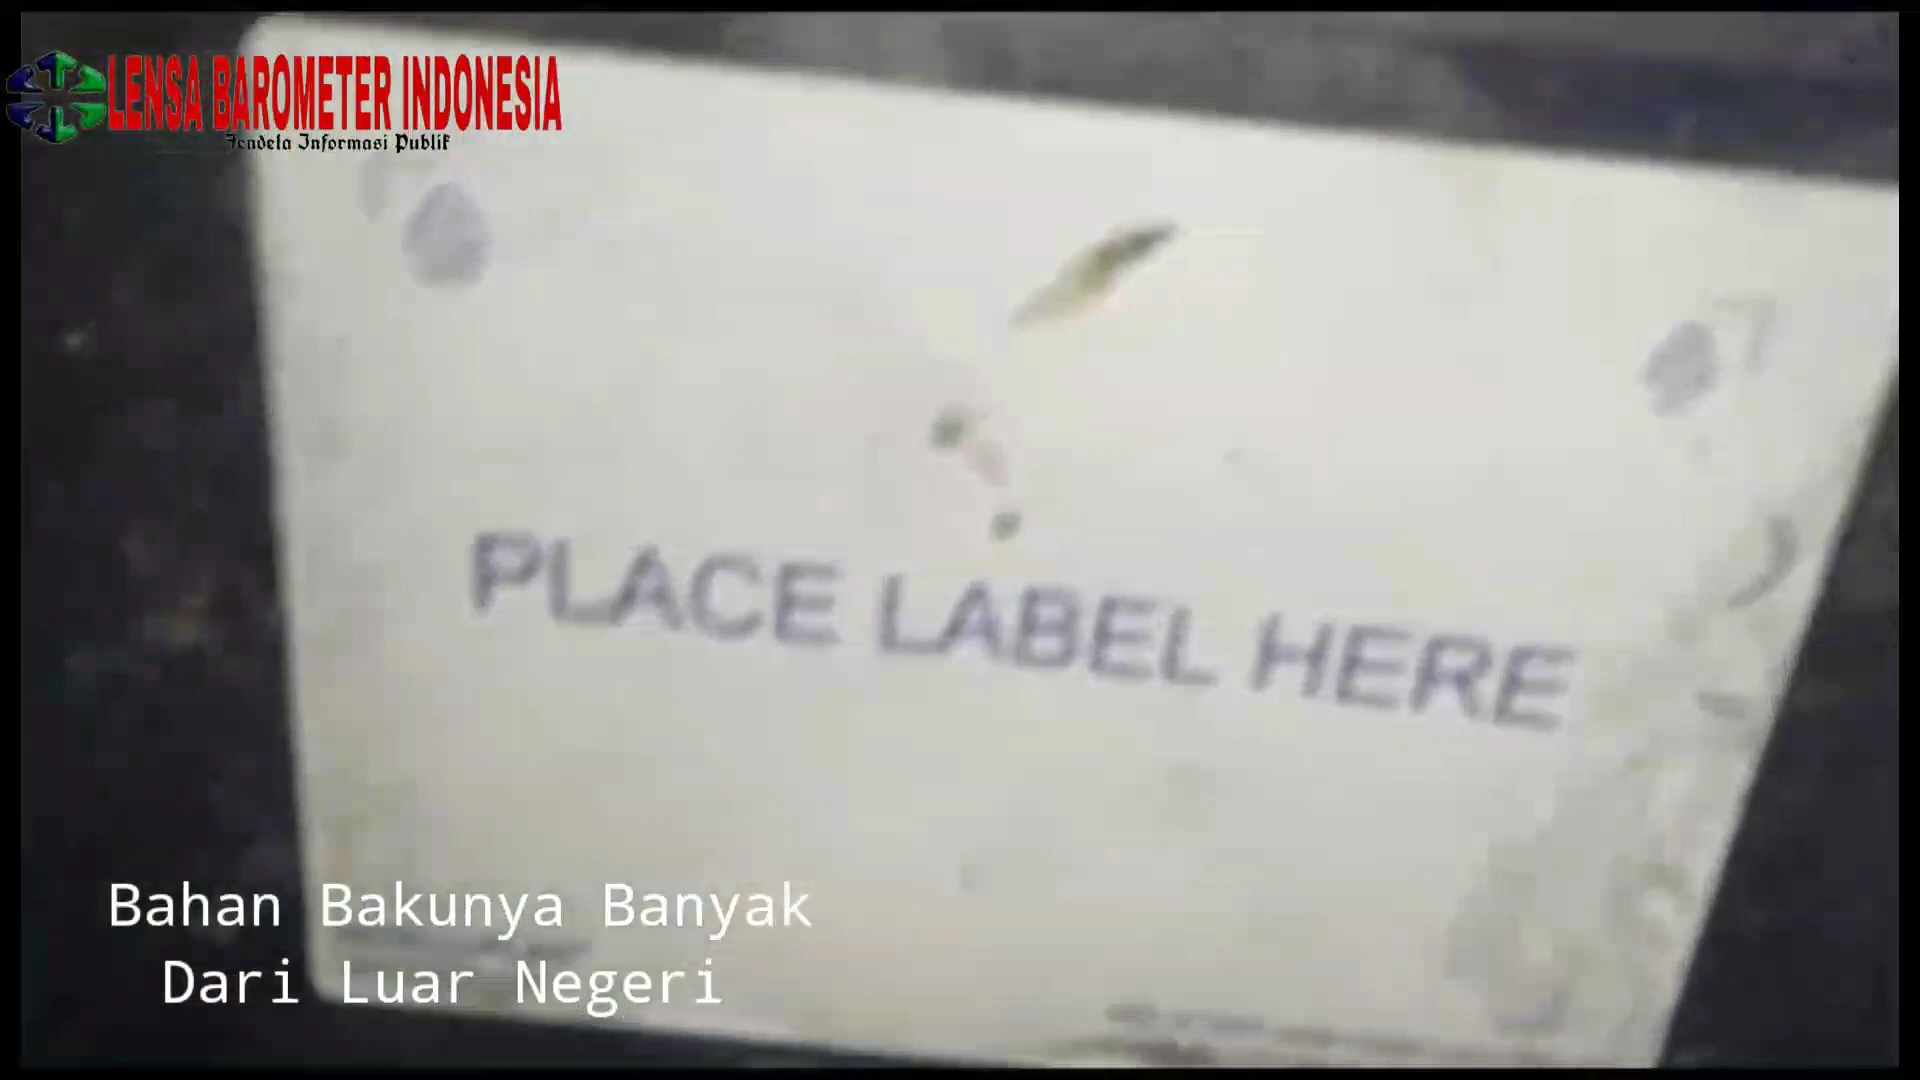 LENSA BAROMETER INDONESIA
Jendela Informasi Publik
PLACE LABEL HERE
Bahan Bakunya Banyak
Dari Luar Negeri